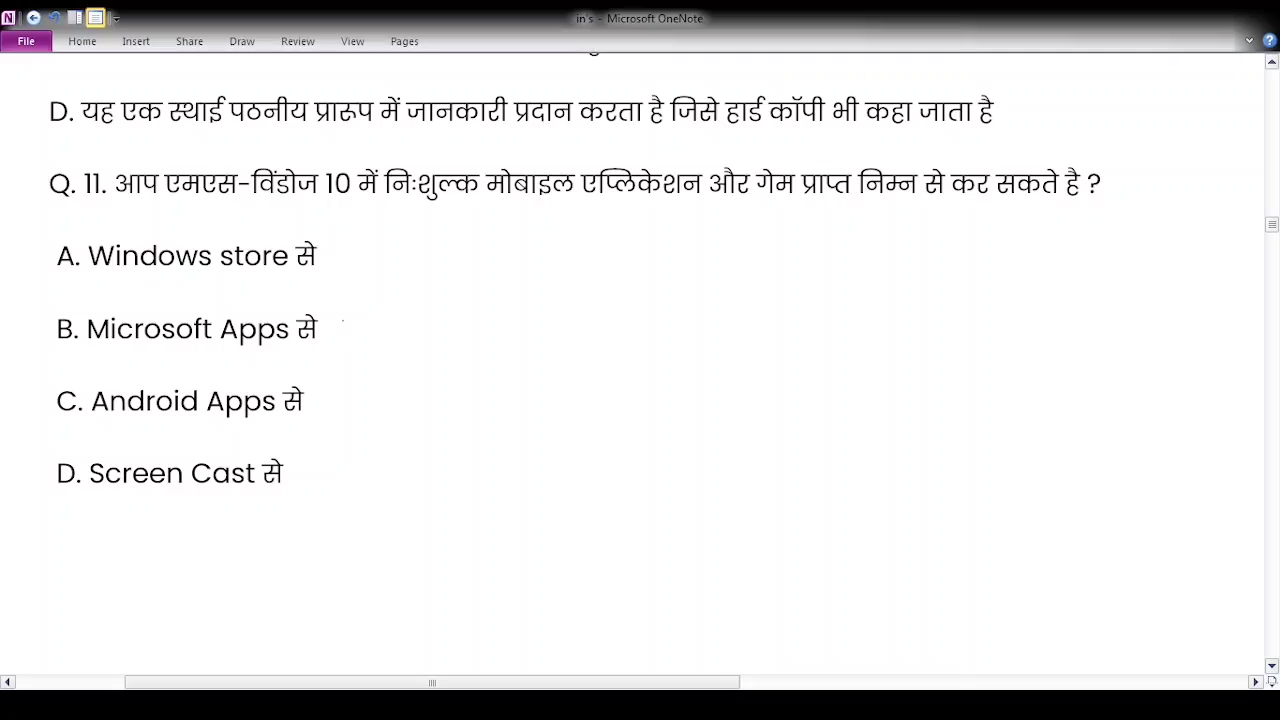 in s - Microsoft OneNote
File Home Insert Share Draw Review View Pages
D. यह एक स्थाई पठनीय प्रारूप में जानकारी प्रदान करता है जिसे हार्ड कॉपी भी कहा जाता है
Q. 11. आप एमएस-विंडोज 10 में निःशुल्क मोबाइल एप्लिकेशन और गेम प्राप्त निम्न से कर सकते है ?
A. Windows store से
B. Microsoft Apps से
C. Android Apps से
D. Screen Cast से